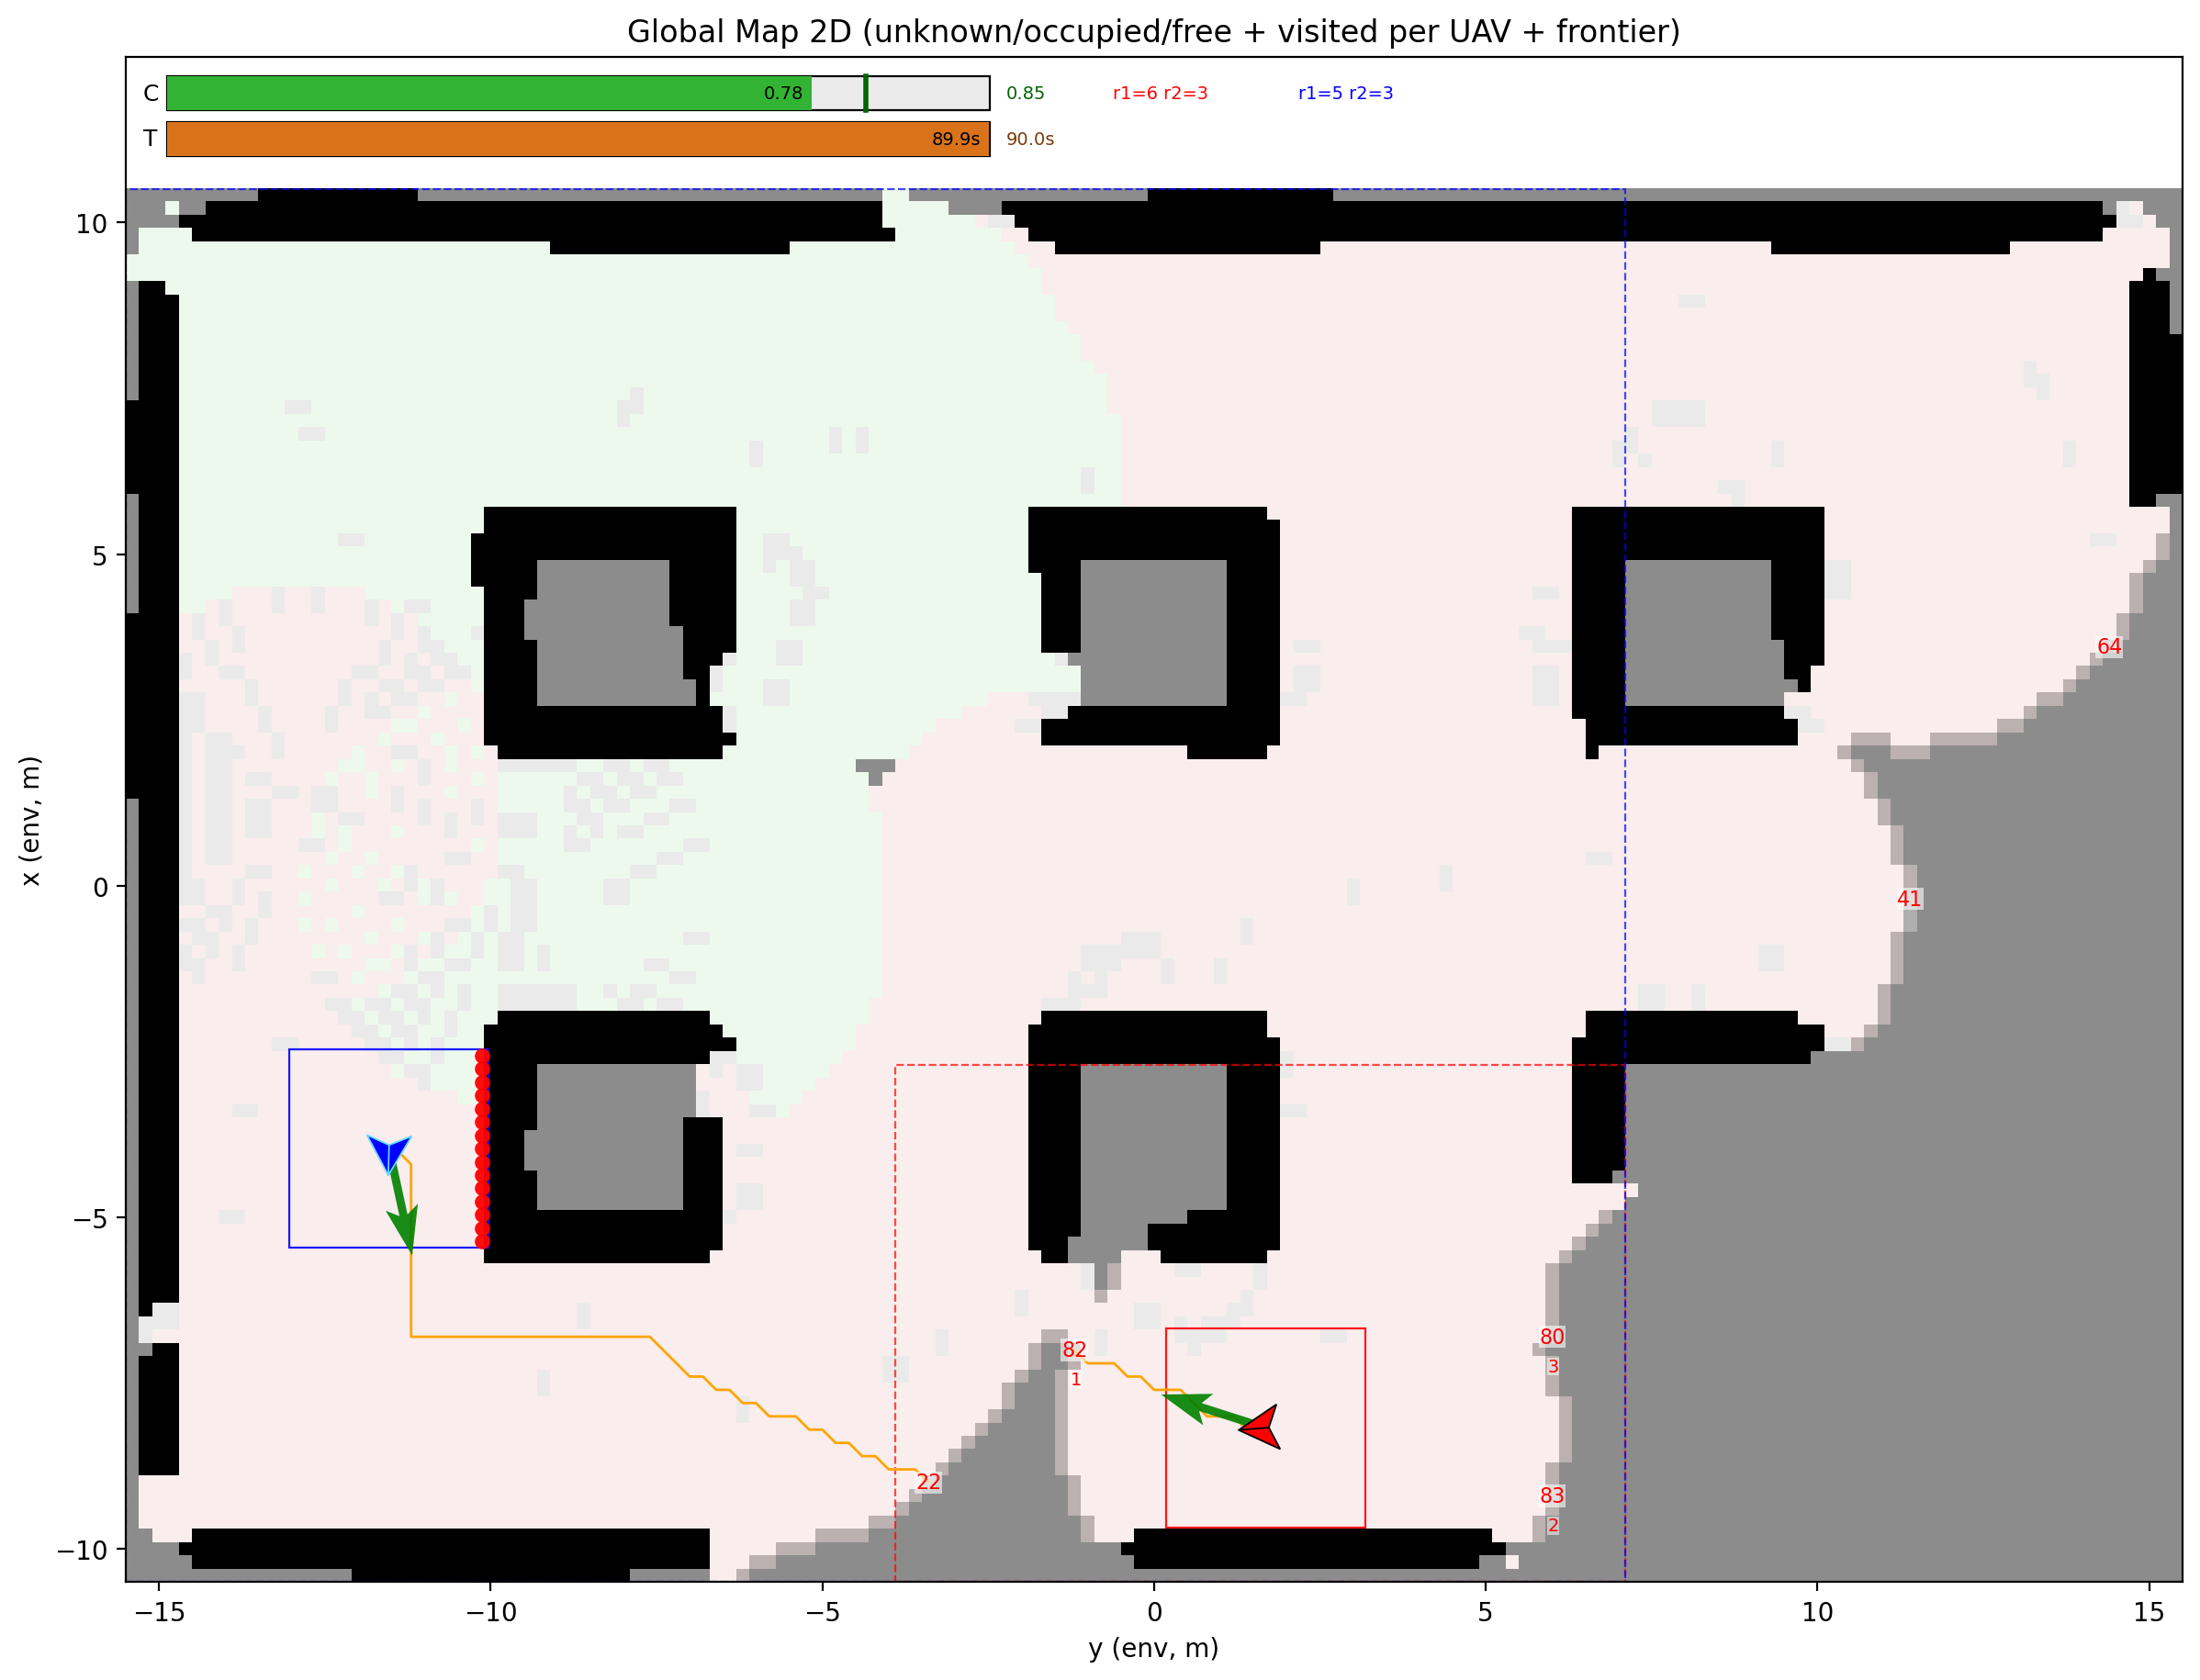 Global Map 2D (unknown/occupied/free + visited per UAV + frontier)
C 0.78 0.85 r1=6 r2=3 r1=5 r2=3
T 89.9s 90.0s
10
5
0
−5
−10
x (env, m)
64
41
82
1
80
3
22
83
2
−15 −10 −5 0 5 10 15
y (env, m)